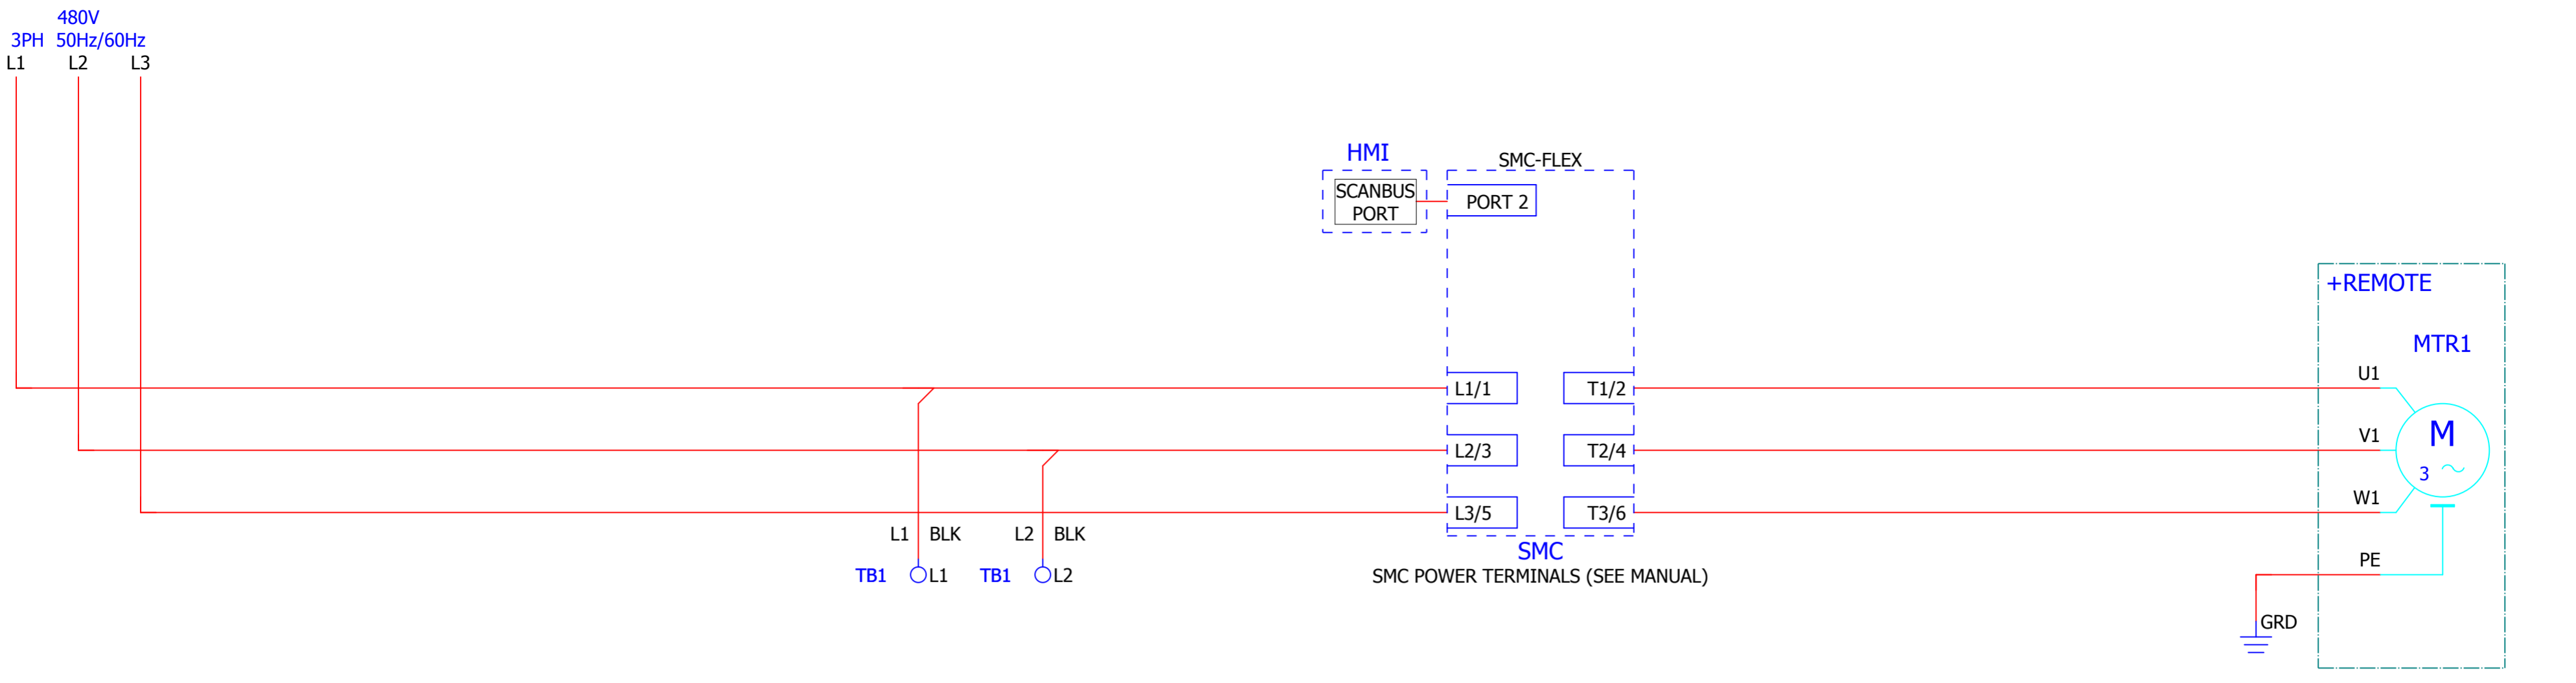 480V
3PH 50Hz/60Hz
L1 L2 L3
HMI
SCANBUS
PORT
SMC-FLEX
PORT 2
+REMOTE
MTR1
L1/1 T1/2 U1
L2/3 T2/4 V1
M
3
L3/5 T3/6 W1
L1 BLK L2 BLK
SMC
TB1 L1 TB1 L2
SMC POWER TERMINALS (SEE MANUAL)
PE
GRD